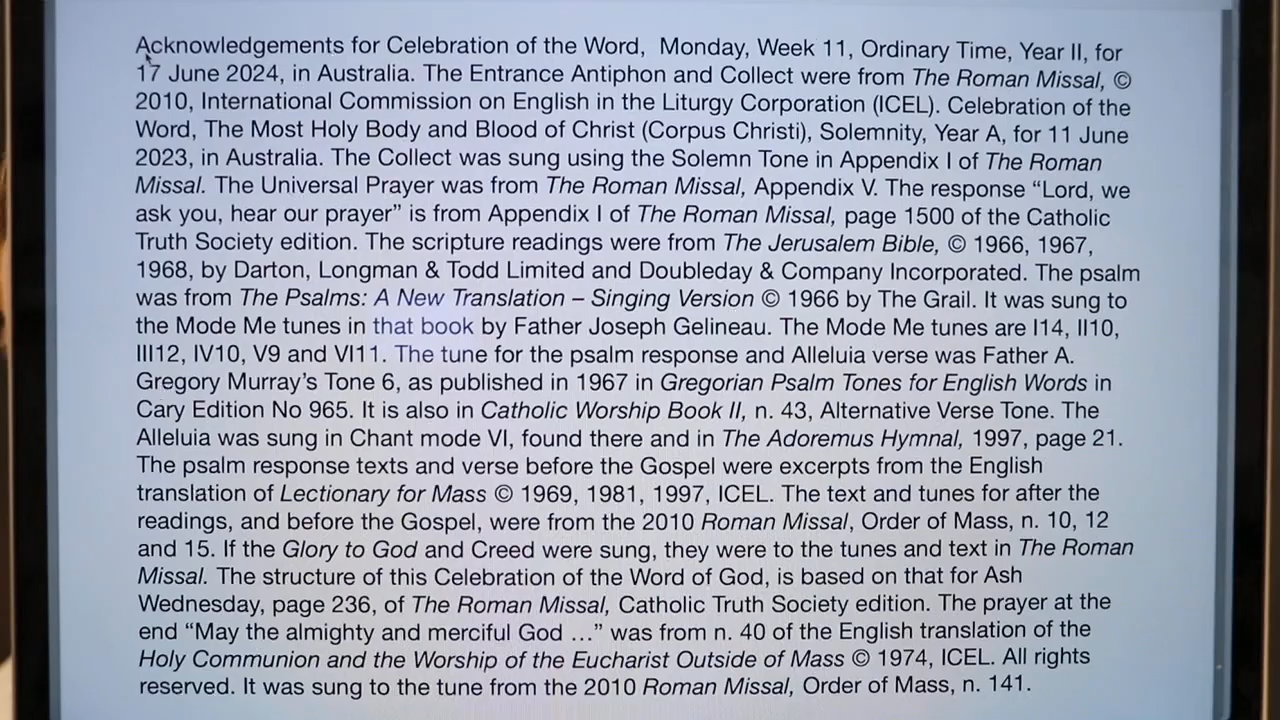 Acknowledgements for Celebration of the Word,  Monday, Week 11, Ordinary Time, Year II, for
17 June 2024, in Australia. The Entrance Antiphon and Collect were from The Roman Missal, ©
2010, International Commission on English in the Liturgy Corporation (ICEL). Celebration of the
Word, The Most Holy Body and Blood of Christ (Corpus Christi), Solemnity, Year A, for 11 June
2023, in Australia. The Collect was sung using the Solemn Tone in Appendix I of The Roman
Missal. The Universal Prayer was from The Roman Missal, Appendix V. The response “Lord, we
ask you, hear our prayer” is from Appendix I of The Roman Missal, page 1500 of the Catholic
Truth Society edition. The scripture readings were from The Jerusalem Bible, © 1966, 1967,
1968, by Darton, Longman & Todd Limited and Doubleday & Company Incorporated. The psalm
was from The Psalms: A New Translation – Singing Version © 1966 by The Grail. It was sung to
the Mode Me tunes in that book by Father Joseph Gelineau. The Mode Me tunes are I14, II10,
III12, IV10, V9 and VI11. The tune for the psalm response and Alleluia verse was Father A.
Gregory Murray’s Tone 6, as published in 1967 in Gregorian Psalm Tones for English Words in
Cary Edition No 965. It is also in Catholic Worship Book II, n. 43, Alternative Verse Tone. The
Alleluia was sung in Chant mode VI, found there and in The Adoremus Hymnal, 1997, page 21.
The psalm response texts and verse before the Gospel were excerpts from the English
translation of Lectionary for Mass © 1969, 1981, 1997, ICEL. The text and tunes for after the
readings, and before the Gospel, were from the 2010 Roman Missal, Order of Mass, n. 10, 12
and 15. If the Glory to God and Creed were sung, they were to the tunes and text in The Roman
Missal. The structure of this Celebration of the Word of God, is based on that for Ash
Wednesday, page 236, of The Roman Missal, Catholic Truth Society edition. The prayer at the
end “May the almighty and merciful God …” was from n. 40 of the English translation of the
Holy Communion and the Worship of the Eucharist Outside of Mass © 1974, ICEL. All rights
reserved. It was sung to the tune from the 2010 Roman Missal, Order of Mass, n. 141.